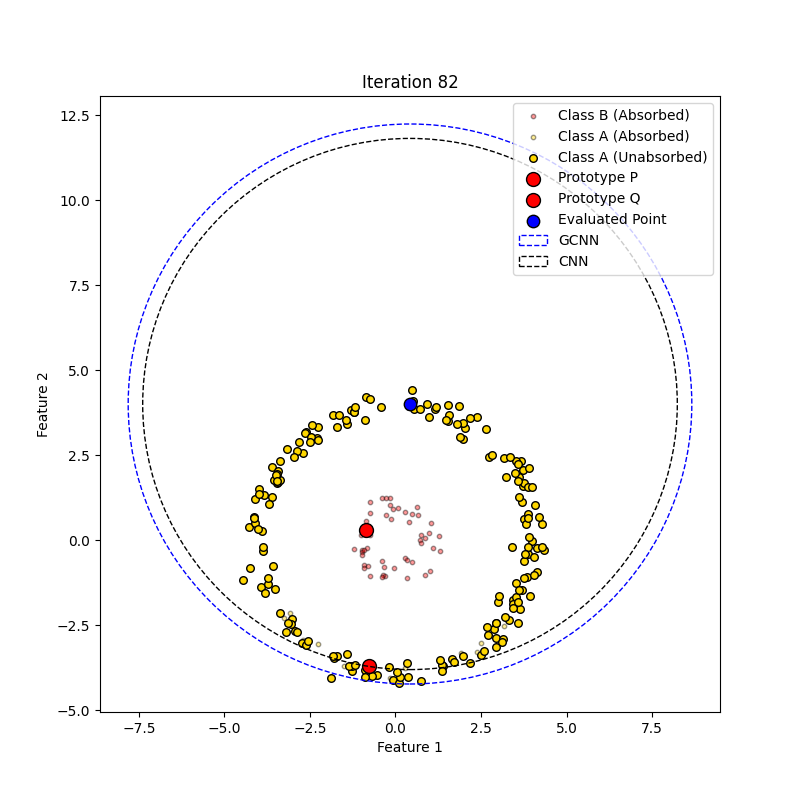 Iteration 82
Class B (Absorbed)
Class A (Absorbed)
Class A (Unabsorbed)
Prototype P
Prototype Q
Evaluated Point
GCNN
CNN
12.5
10.0
7.5
5.0
2.5
0.0
−2.5
−5.0
Feature 2
−7.5
−5.0
−2.5
0.0
2.5
5.0
7.5
Feature 1